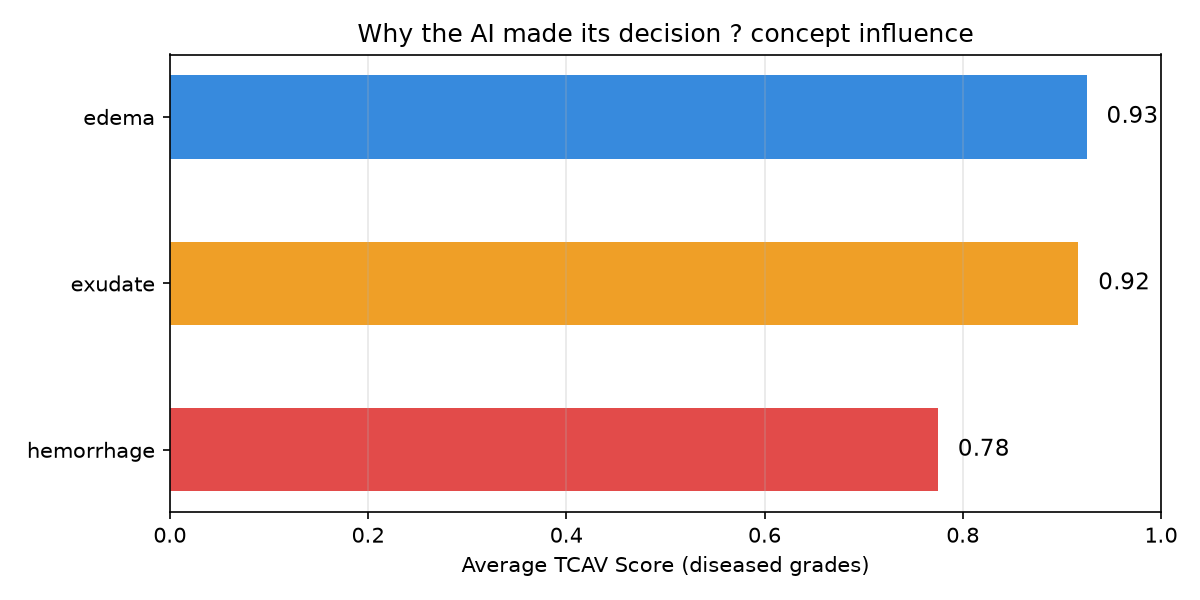 Why the AI made its decision ? concept influence
edema
0.93
exudate
0.92
hemorrhage
0.78
0.0 0.2 0.4 0.6 0.8 1.0
Average TCAV Score (diseased grades)